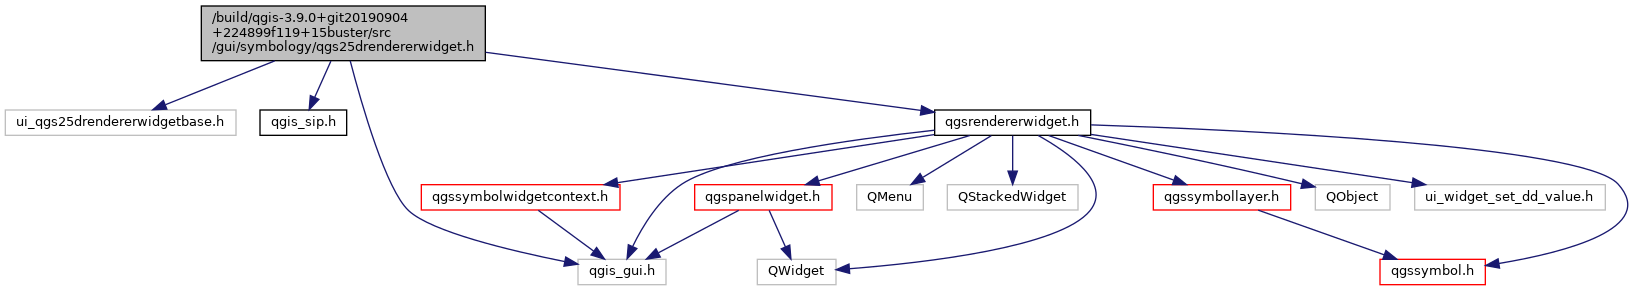 /build/qgis-3.9.0+git20190904
+224899f119+15buster/src
/gui/symbology/qgs25drendererwidget.h
ui_qgs25drendererwidgetbase.h
qgis_sip.h
qgsrendererwidget.h
qgssymbolwidgetcontext.h
qgspanelwidget.h
QMenu
QStackedWidget
qgssymbollayer.h
QObject
ui_widget_set_dd_value.h
qgis_gui.h
QWidget
qgssymbol.h